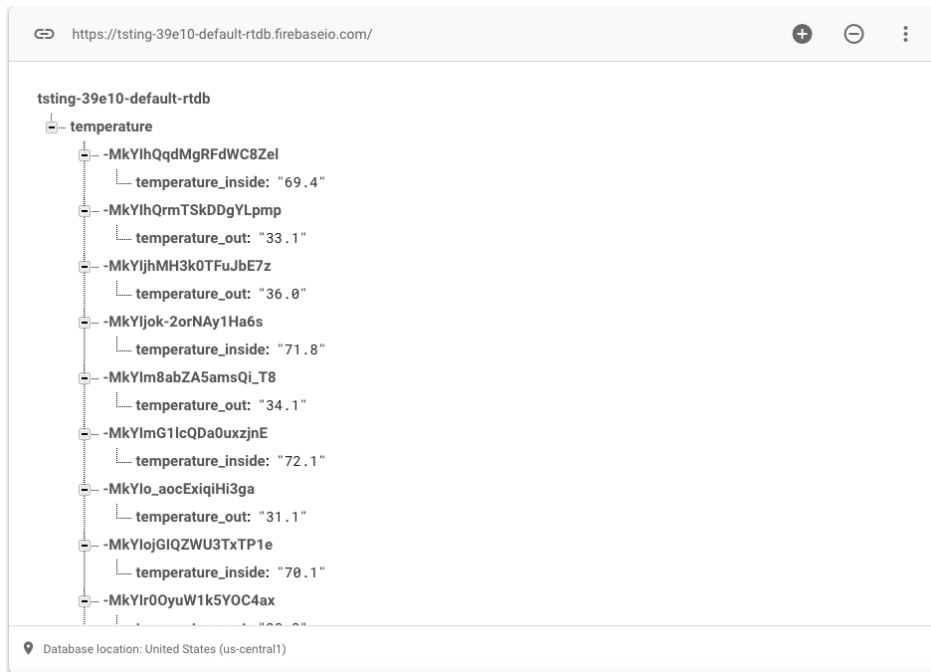 https://tsting-39e10-default-rtdb.firebaseio.com/
tsting-39e10-default-rtdb
temperature
-MkYIhQqdMgRFdWC8Zel
temperature_inside: "69.4"
-MkYIhQrmTSkDDgYLpmp
temperature_out: "33.1"
-MkYIjhMH3k0TFuJbE7z
temperature_out: "36.0"
-MkYIjok-2orNAy1Ha6s
temperature_inside: "71.8"
-MkYIm8abZA5amsQi_T8
temperature_out: "34.1"
-MkYImG1lcQDa0uxzjnE
temperature_inside: "72.1"
-MkYIo_aocExiqiHi3ga
temperature_out: "31.1"
-MkYIojGIQZWU3TxTP1e
temperature_inside: "70.1"
-MkYIr0OyuW1k5YOC4ax
Database location: United States (us-central1)